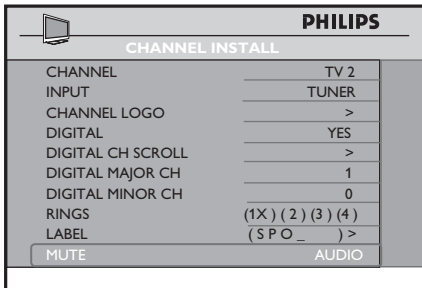 PHILIPS
CHANNEL INSTALL
CHANNEL TV 2
INPUT TUNER
CHANNEL LOGO >
DIGITAL YES
DIGITAL CH SCROLL >
DIGITAL MAJOR CH 1
DIGITAL MINOR CH 0
RINGS (1X ) ( 2 ) (3 ) (4 )
LABEL ( S P O _ ) >
MUTE AUDIO